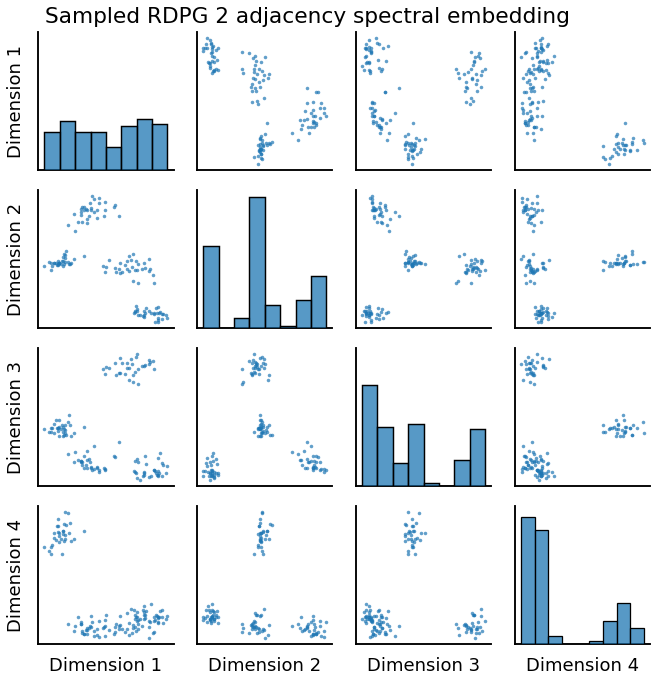 Sampled RDPG 2 adjacency spectral embedding
Dimension 1
Dimension 2
Dimension 3
Dimension 4
Dimension 1 Dimension 2 Dimension 3 Dimension 4